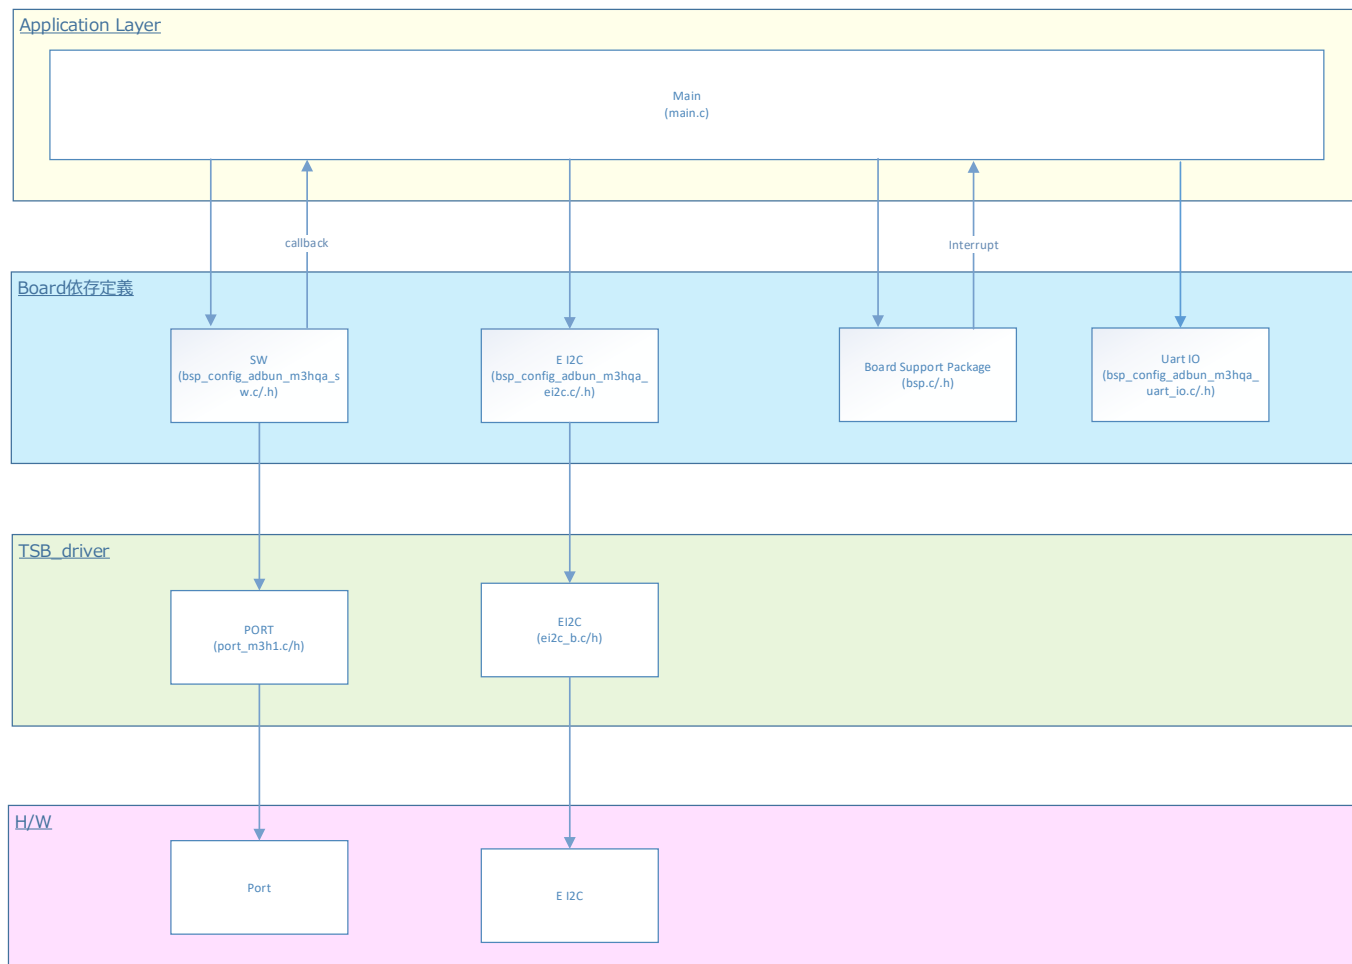 Application Layer
Main
(main.c)
callback
Interrupt
Board依存定義
SW
(bsp_config_adbun_m3hqa_s
w.c/.h)
E I2C
(bsp_config_adbun_m3hqa_
ei2c.c/.h)
Board Support Package
(bsp.c/.h)
Uart IO
(bsp_config_adbun_m3hqa_
uart_io.c/.h)
TSB_driver
PORT
(port_m3h1.c/h)
EI2C
(ei2c_b.c/h)
H/W
Port
E I2C